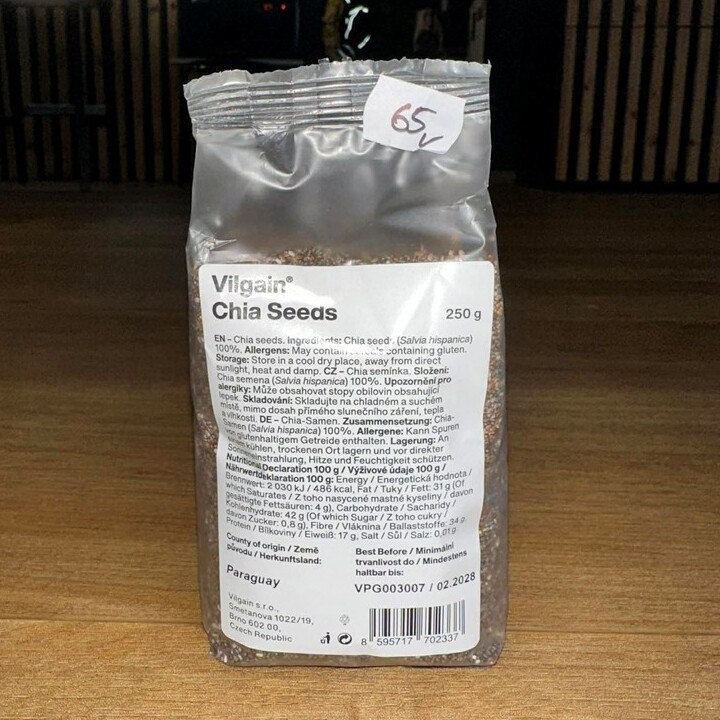 65,-
Vilgain®
Chia Seeds
250 g
EN – Chia seeds. Ingredients: Chia seeds (Salvia hispanica)
100%. Allergens: May contain cereals containing gluten.
Storage: Store in a cool dry place, away from direct
sunlight, heat and damp. CZ – Chia semínka. Složení:
Chia semena (Salvia hispanica) 100%. Upozornění pro
alergiky: Může obsahovat stopy obilovin obsahující
lepek. Skladování: Skladujte na chladném a suchém
místě, mimo dosah přímého slunečního záření, tepla
a vlhkosti. DE – Chia-Samen. Zusammensetzung: Chia-
Samen (Salvia hispanica) 100%. Allergene: Kann Spuren
von glutenhaltigem Getreide enthalten. Lagerung: An
einem kühlen, trockenen Ort lagern und vor direkter
Sonneneinstrahlung, Hitze und Feuchtigkeit schützen.
Nutritional Declaration 100 g / Výživové údaje 100 g /
Nährwertdeklaration 100 g: Energy / Energetická hodnota /
Brennwert: 2 030 kJ / 486 kcal, Fat / Tuky / Fett: 31 g (Of
which Saturates / Z toho nasycené mastné kyseliny / davon
gesättigte Fettsäuren: 4 g), Carbohydrate / Sacharidy /
Kohlenhydrate: 42 g (Of which Sugar / Z toho cukry /
davon Zucker: 0,8 g), Fibre / Vláknina / Ballaststoffe: 34 g,
Protein / Bílkoviny / Eiweiß: 17 g, Salt / Sůl / Salz: 0,01 g
County of origin / Země
původu / Herkunftsland:
Paraguay
Best Before / Minimální
trvanlivost do / Mindestens
haltbar bis:
VPG003007 / 02.2028
Vilgain s.r.o.,
Smetanova 1022/19,
Brno 602 00,
Czech Republic
8 595717 702337